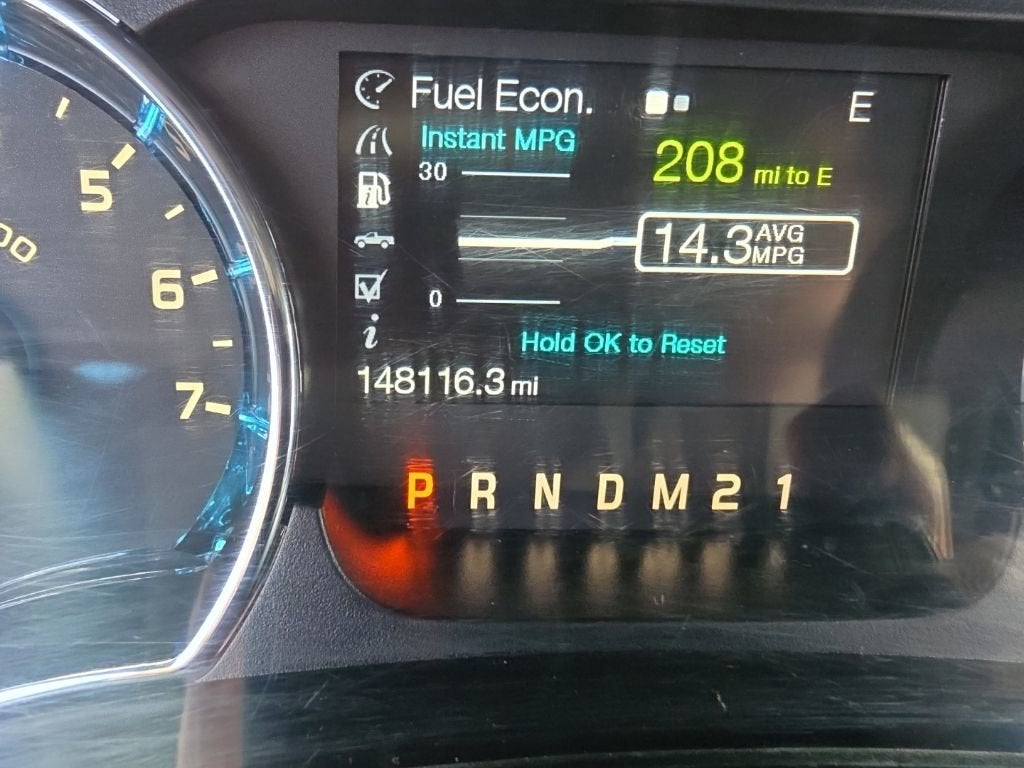 5
6
7
00
Fuel Econ.
E
Instant MPG
30
208 mi to E
14.3 AVG MPG
0
Hold OK to Reset
i
148116.3 mi
P R N D M 2 1